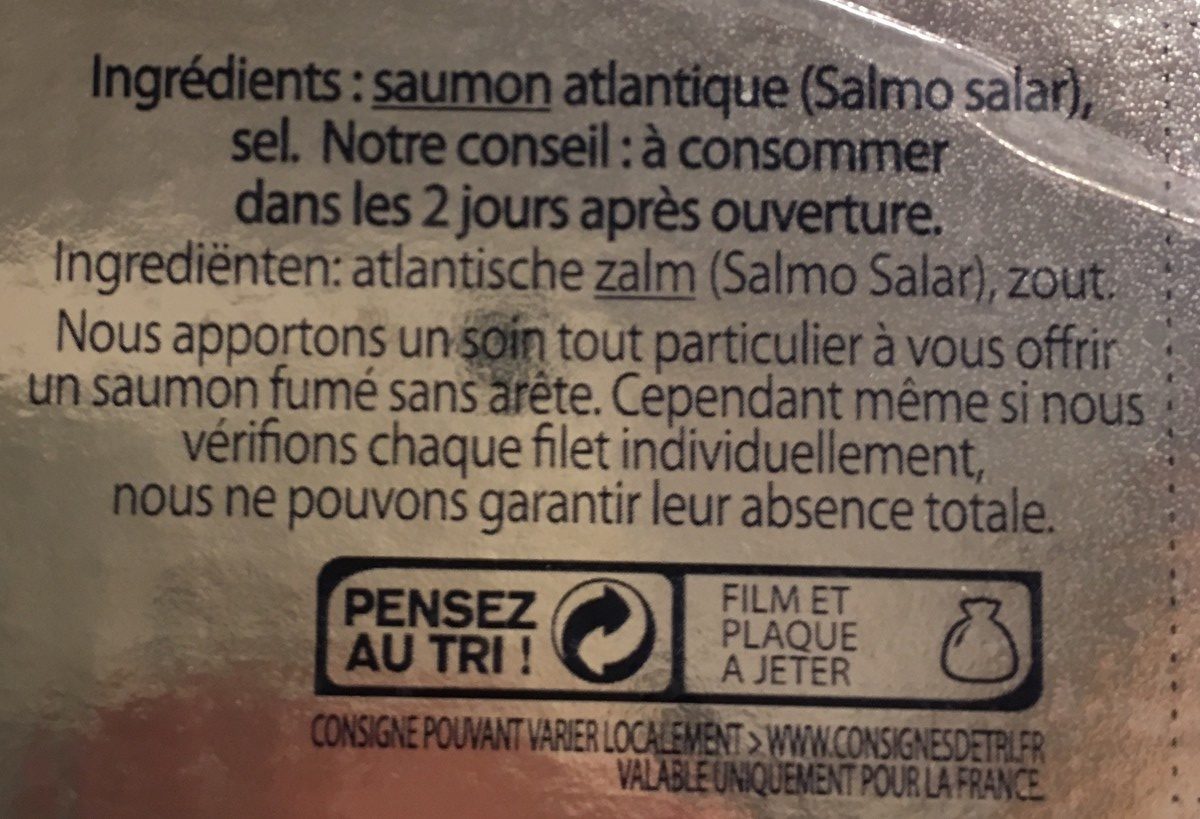 Ingrédients : saumon atlantique (Salmo salar),
sel. Notre conseil : à consommer
dans les 2 jours après ouverture.
Ingrediënten: atlantische zalm (Salmo Salar), zout.
Nous apportons un soin tout particulier à vous offrir
un saumon fumé sans arête. Cependant même si nous
vérifions chaque filet individuellement,
nous ne pouvons garantir leur absence totale.
PENSEZ
AU TRI !
FILM ET
PLAQUE
A JETER
CONSIGNE POUVANT VARIER LOCALEMENT > WWW.CONSIGNESDETRI.FR
VALABLE UNIQUEMENT POUR LA FRANCE